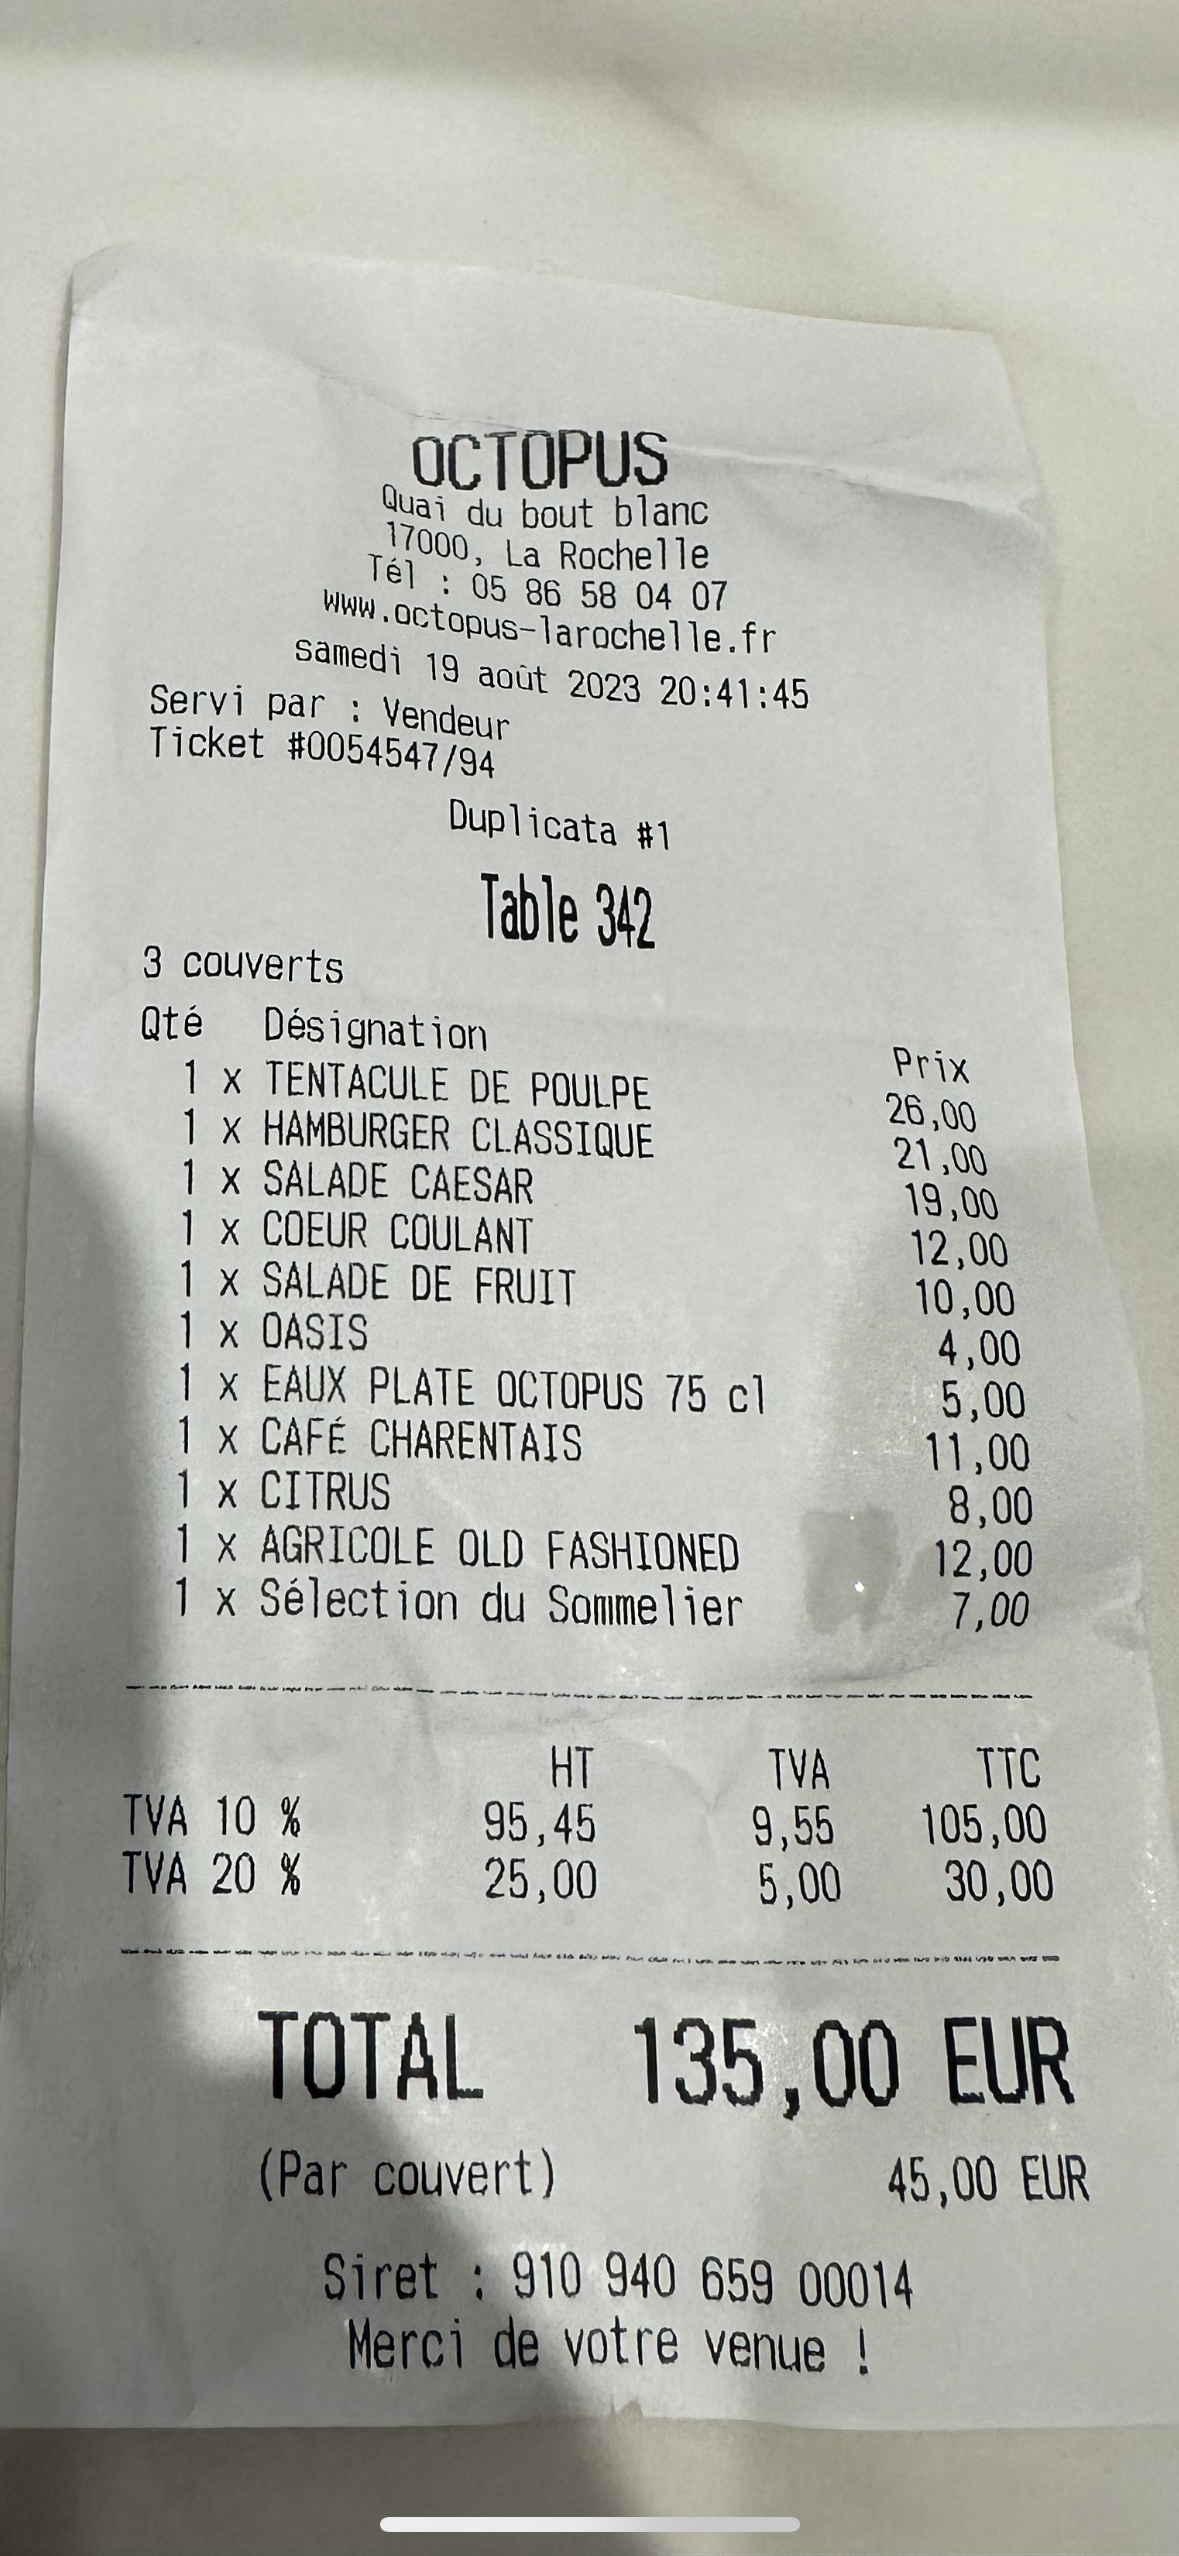 OCTOPUS
Quai du bout blanc
17000, La Rochelle
Tél : 05 86 58 04 07
www.octopus-larochelle.fr
samedi 19 août 2023 20:41:45
Servi par : Vendeur
Ticket #0054547/94
Duplicata #1
Table 342
3 couverts
Qté Désignation Prix
1 x TENTACULE DE POULPE 26,00
1 x HAMBURGER CLASSIQUE 21,00
1 x SALADE CAESAR 19,00
1 x COEUR COULANT 12,00
1 x SALADE DE FRUIT 10,00
1 x OASIS 4,00
1 x EAUX PLATE OCTOPUS 75 cl 5,00
1 x CAFÉ CHARENTAIS 11,00
1 x CITRUS 8,00
1 x AGRICOLE OLD FASHIONED 12,00
1 x Sélection du Sommelier 7,00
HT TVA TTC
TVA 10 % 95,45 9,55 105,00
TVA 20 % 25,00 5,00 30,00
TOTAL 135,00 EUR
(Par couvert) 45,00 EUR
Siret : 910 940 659 00014
Merci de votre venue !